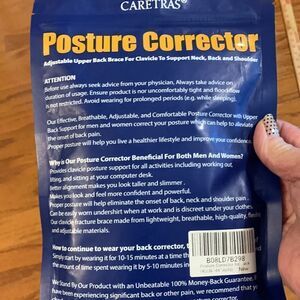 CARETRAS®
Posture Corrector
Adjustable Upper Back Brace For Clavicle To Support Neck, Back and Shoulder
ATTENTION
Before use always seek advice from your physician, Always take advice on
duration of usage. Ensure product is nor uncomfortably tight and flood flow
is not restricted. Avoid wearing for prolonged periods (e.g. while sleeping).
Our Effective, Breathable, Adjustable, and Comfortable Posture Corrector with Upper
Back Support for men and women correct your posture which can help to alleviate
the onset of back pain.
Proper posture will help you live a healthier lifestyle and improve your confidence.
Why is Our Posture Corrector Beneficial For Both Men And Women?
Provides clavicle posture support for all activities including working out,
sitting and sitting at your computer desk.
Better alignment makes you look taller and slimmer.
Makes you look and feel more confident and powerful.
Proper posture will help eliminate the onset of back, neck and shoulder pain
Can be easily worn undershirt when at work and is discreet under your clothes
Our clavicle fracture brace made from lightweight, breathable, high-quality,
and adjustable materials.
How to continue to wear your back corrector,
Simply start by wearing it for 10-15 minutes at a time
the amount of time spent wearing it by 5-10 minutes
We Stand By Our Product with an Unbeatable 100% Money-Back Guarantee,
have been experiencing significant back or other pain, we recommend that
B08LD7B298
New